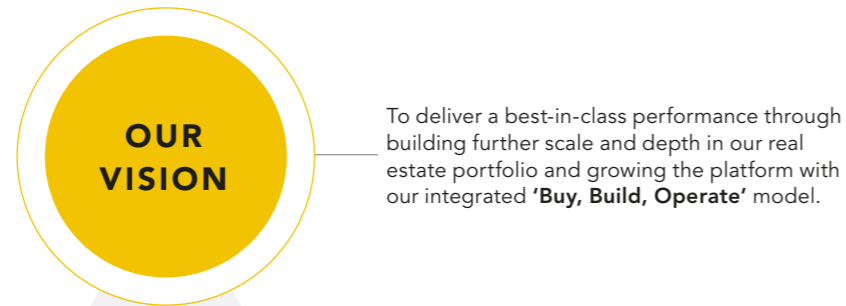 OUR
VISION
To deliver a best-in-class performance through
building further scale and depth in our real
estate portfolio and growing the platform with
our integrated ‘Buy, Build, Operate’ model.